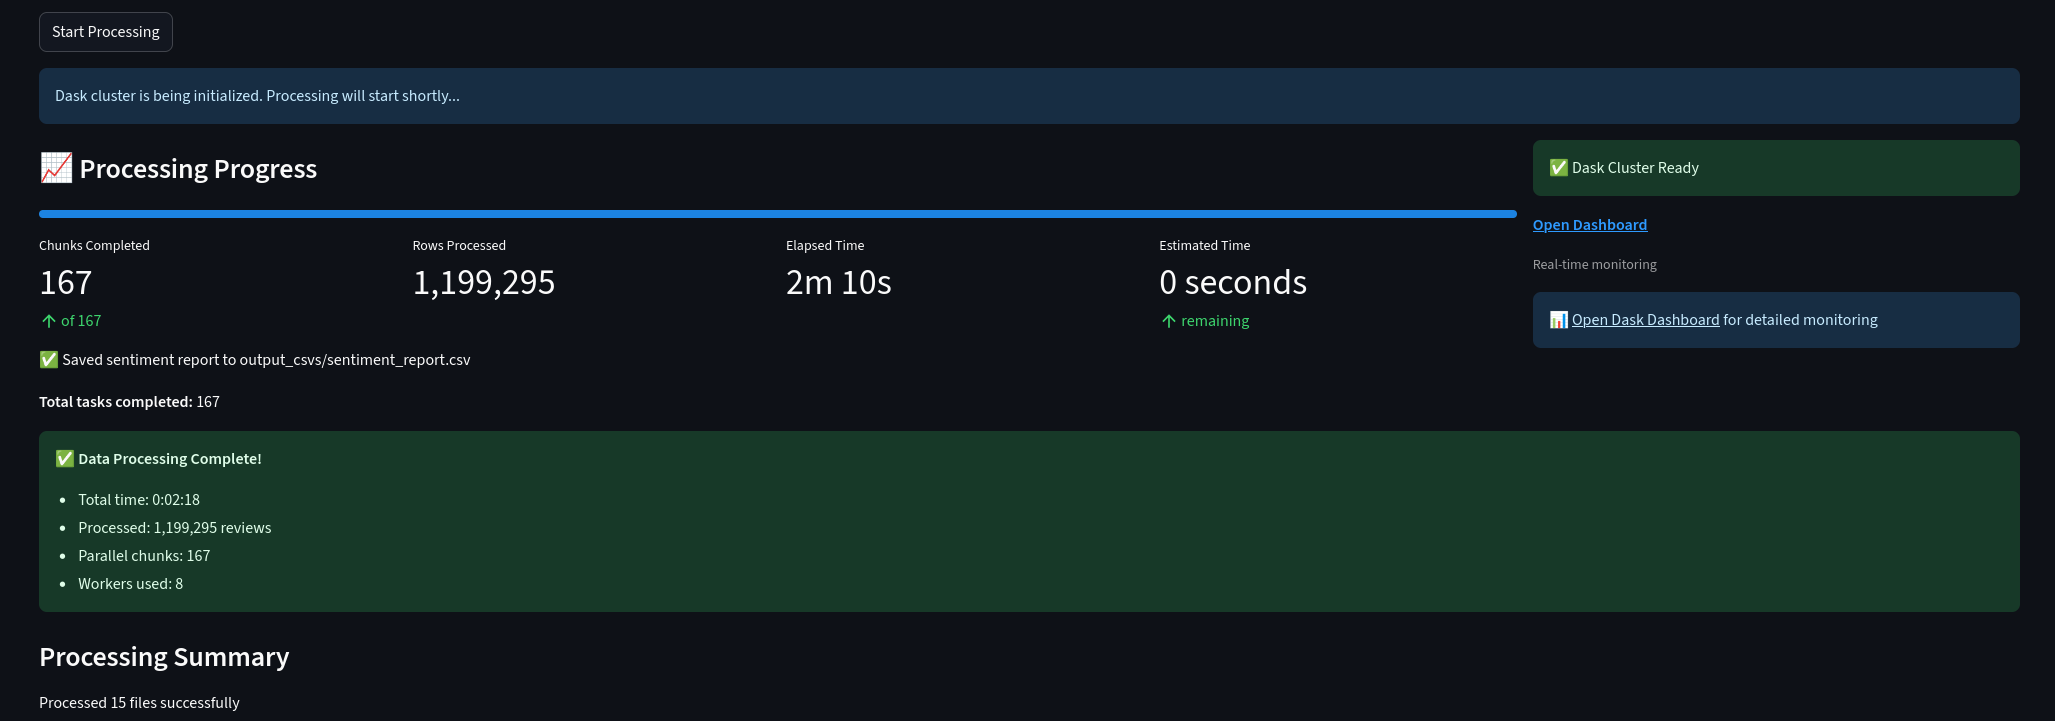 Start Processing
Dask cluster is being initialized. Processing will start shortly...
📈 Processing Progress
Chunks Completed
167
↑ of 167
Rows Processed
1,199,295
Elapsed Time
2m 10s
Estimated Time
0 seconds
↑ remaining
✅ Saved sentiment report to output_csvs/sentiment_report.csv
Total tasks completed: 167
✅ Dask Cluster Ready
Open Dashboard
Real-time monitoring
📊 Open Dask Dashboard for detailed monitoring
✅ Data Processing Complete!
• Total time: 0:02:18
• Processed: 1,199,295 reviews
• Parallel chunks: 167
• Workers used: 8
Processing Summary
Processed 15 files successfully